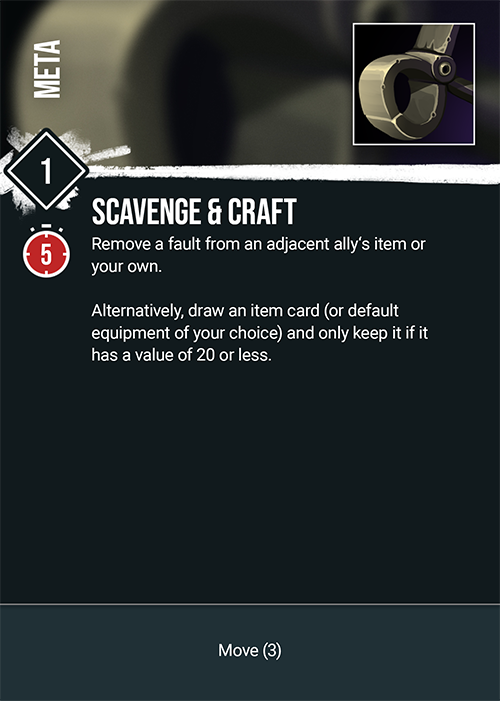 META
1
SCAVENGE & CRAFT
5
Remove a fault from an adjacent ally's item or
your own.
Alternatively, draw an item card (or default
equipment of your choice) and only keep it if it
has a value of 20 or less.
Move (3)